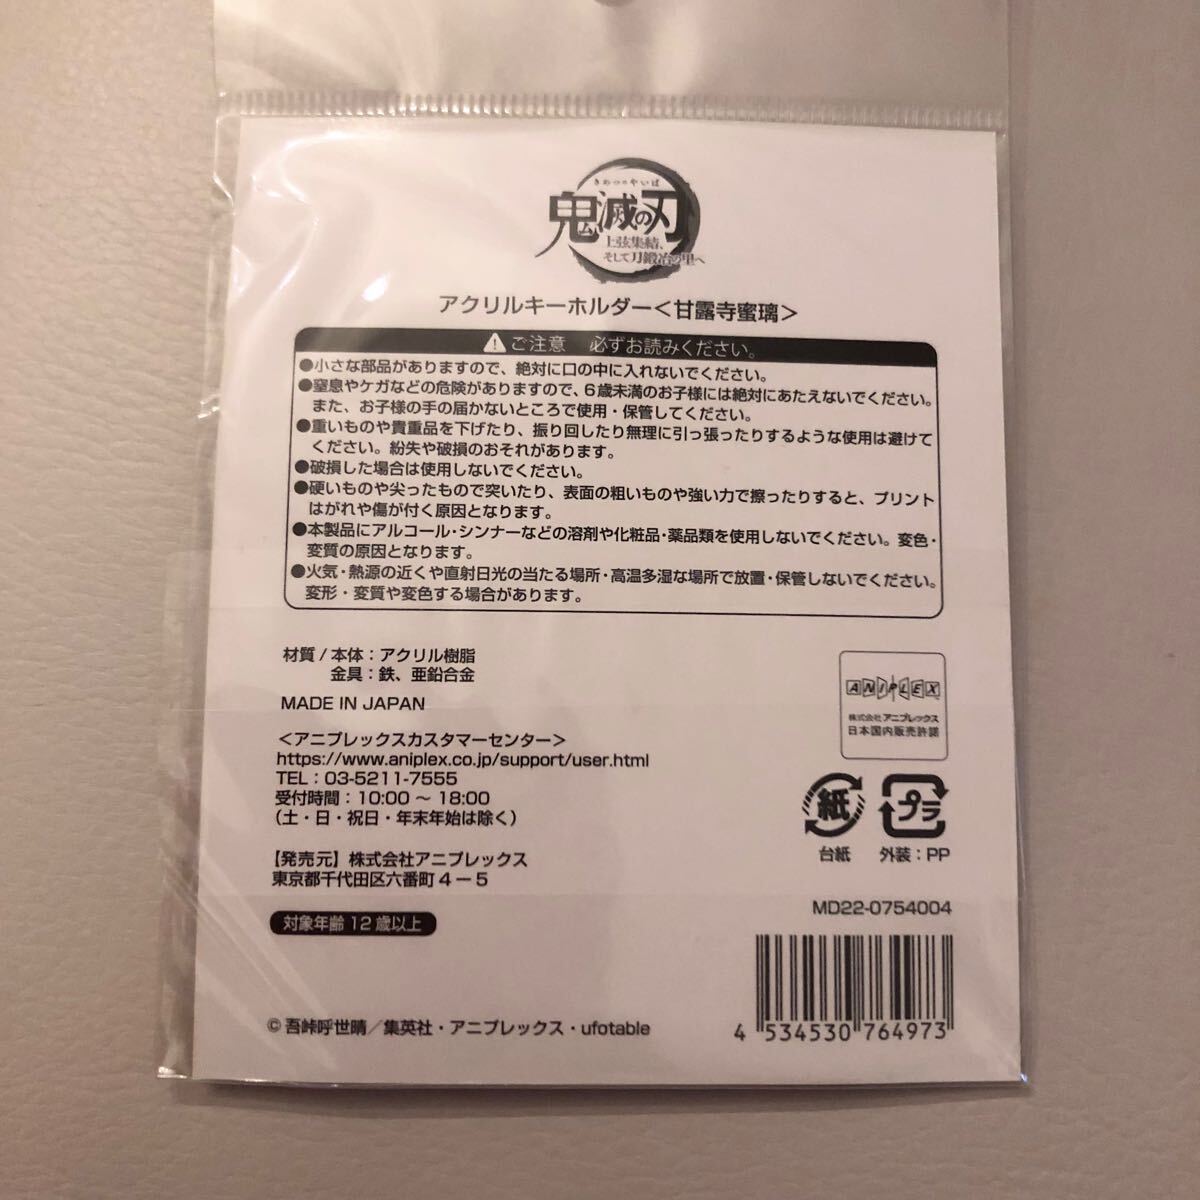 きめつのやいば
鬼滅の刃
上弦集結、
そして刀鍛冶の里へ
アクリルキーホルダー＜甘露寺蜜璃＞
ご注意　必ずお読みください。
●小さな部品がありますので、絶対に口の中に入れないでください。
●窒息やケガなどの危険がありますので、6歳未満のお子様には絶対にあたえないでください。
また、お子様の手の届かないところで使用・保管してください。
●重いものや貴重品を下げたり、振り回したり無理に引っ張ったりするような使用は避けて
ください。紛失や破損のおそれがあります。
●破損した場合は使用しないでください。
●硬いものや尖ったもので突いたり、表面の粗いものや強い力で擦ったりすると、プリント
はがれや傷が付く原因となります。
●本製品にアルコール・シンナーなどの溶剤や化粧品・薬品類を使用しないでください。変色・
変質の原因となります。
●火気・熱源の近くや直射日光の当たる場所・高温多湿な場所で放置・保管しないでください。
変形・変質や変色する場合があります。
材質 / 本体：アクリル樹脂
金具：鉄、亜鉛合金
MADE IN JAPAN
＜アニプレックスカスタマーセンター＞
https://www.aniplex.co.jp/support/user.html
TEL：03-5211-7555
受付時間：10:00 〜 18:00
（土・日・祝日・年末年始は除く）
【発売元】株式会社アニプレックス
東京都千代田区六番町4－5
対象年齢 12 歳以上
ANIPLEX
株式会社アニプレックス
日本国内販売許諾
紙
プラ
台紙
外装：PP
MD22-0754004
4 534530 764973
© 吾峠呼世晴／集英社・アニプレックス・ufotable